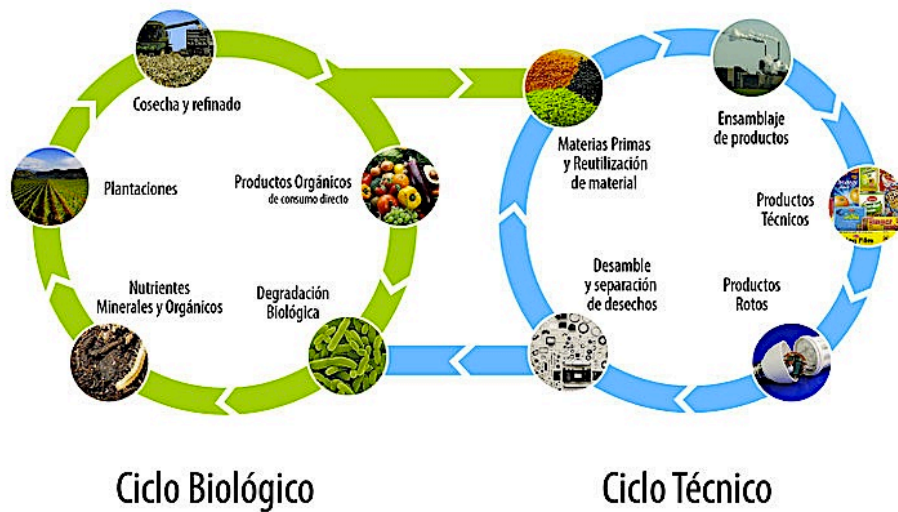 Cosecha y refinado
Plantaciones
Productos Orgánicos
de consumo directo
Nutrientes
Minerales y Orgánicos
Degradación
Biológica
Materias Primas
y Reutilización
de material
Ensamblaje
de productos
Productos
Técnicos
Desamble
y separación
de desechos
Productos
Rotos
Ciclo Biológico
Ciclo Técnico